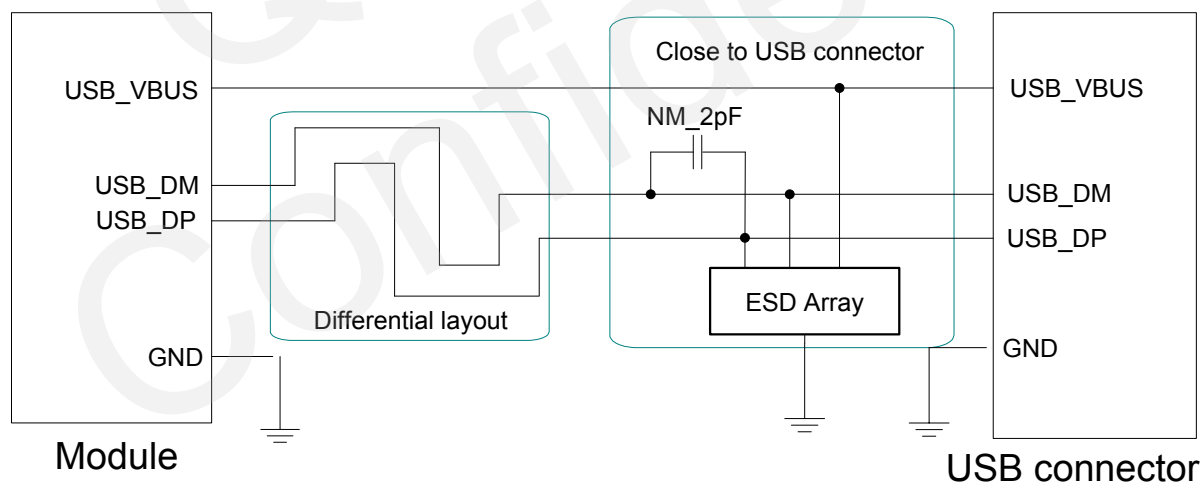 Close to USB connector
USB_VBUS
USB_VBUS
NM_2pF
USB_DM
USB_DM
USB_DP
USB_DP
ESD Array
Differential layout
GND
GND
Module
USB connector
Confide